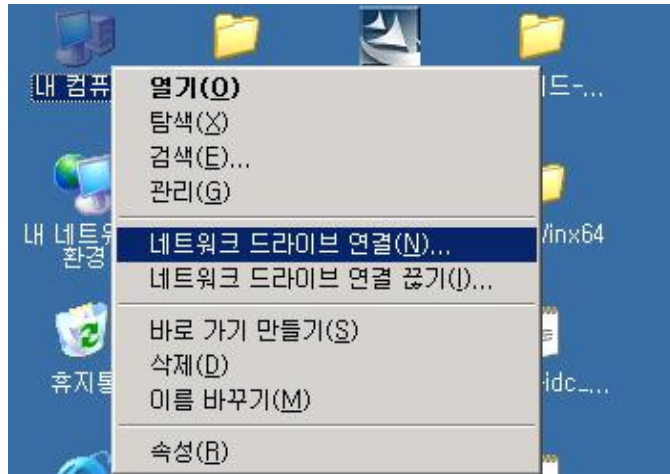 내 컴퓨
열기(O)
탐색(X)
검색(E)...
관리(G)
네트워크 드라이브 연결(N)...
네트워크 드라이브 연결 끊기(I)...
바로 가기 만들기(S)
삭제(D)
이름 바꾸기(M)
속성(R)
내 네트워
환경
휴지통
드-...
inx64
idc_...